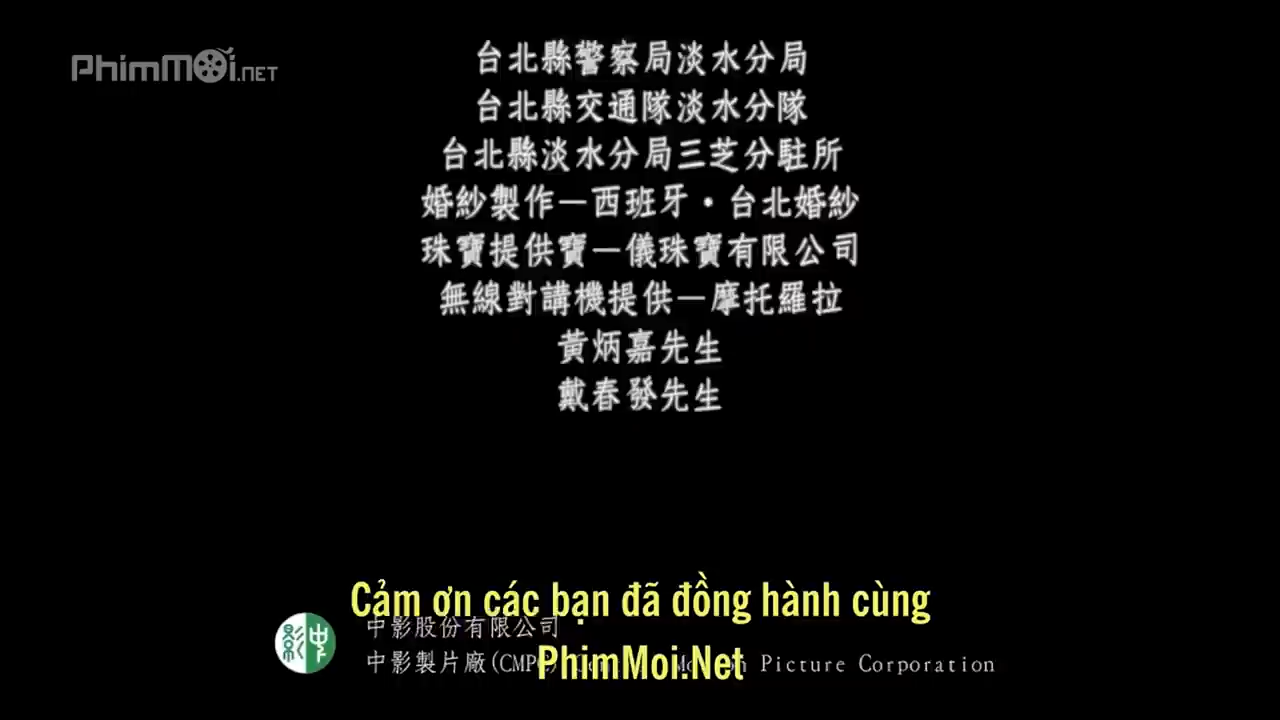 PhimMOi.NET
台北縣警察局淡水分局
台北縣交通隊淡水分隊
台北縣淡水分局三芝分駐所
婚紗製作—西班牙·台北婚紗
珠寶提供寶—儀珠寶有限公司
無線對講機提供—摩托羅拉
黃炳嘉先生
戴春發先生
Cảm ơn các bạn đã đồng hành cùng
中影股份有限公司
PhimMoi.Net
中影製片廠(CMPC) Picture Corporation